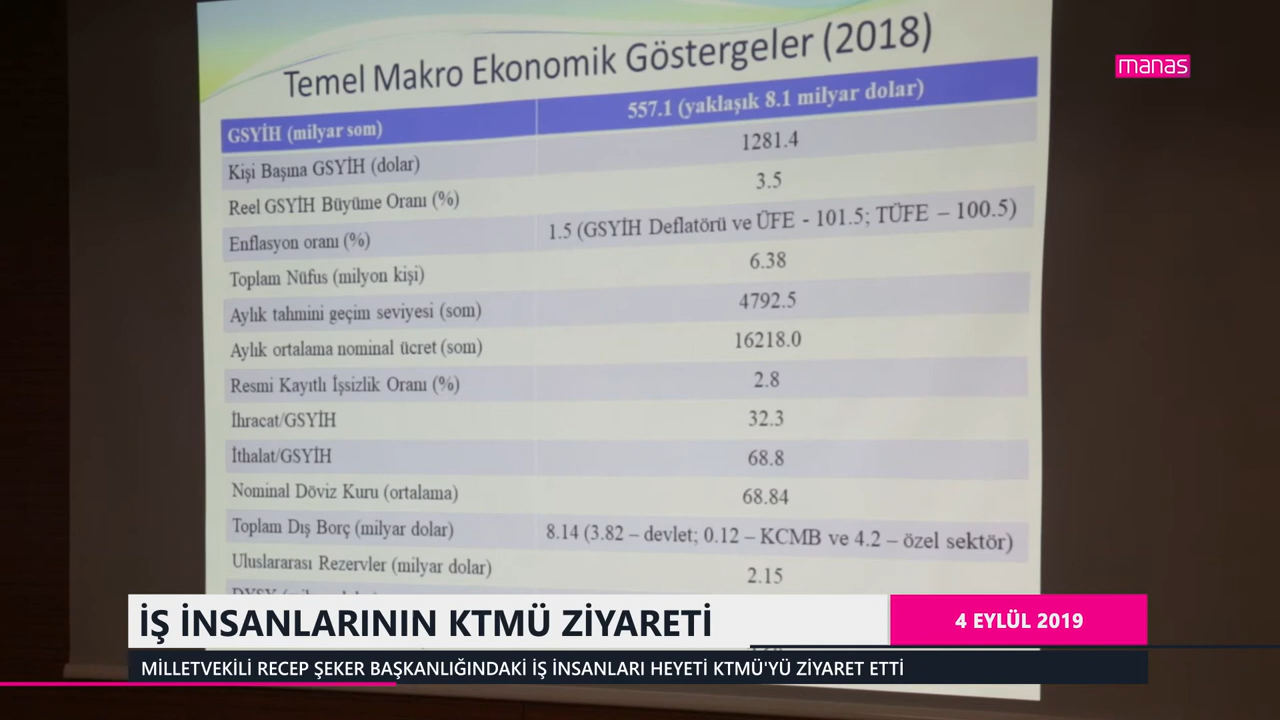 Temel Makro Ekonomik Göstergeler (2018)
manas
GSYİH (milyar som) 557.1 (yaklaşık 8.1 milyar dolar)
Kişi Başına GSYİH (dolar) 1281.4
Reel GSYİH Büyüme Oranı (%) 3.5
Enflasyon oranı (%) 1.5 (GSYİH Deflatörü ve ÜFE - 101.5; TÜFE – 100.5)
Toplam Nüfus (milyon kişi) 6.38
Aylık tahmini geçim seviyesi (som) 4792.5
Aylık ortalama nominal ücret (som) 16218.0
Resmi Kayıtlı İşsizlik Oranı (%) 2.8
İhracat/GSYİH 32.3
İthalat/GSYİH 68.8
Nominal Döviz Kuru (ortalama) 68.84
Toplam Dış Borç (milyar dolar) 8.14 (3.82 – devlet; 0.12 – KCMB ve 4.2 – özel sektör)
Uluslararası Rezervler (milyar dolar) 2.15
İŞ İNSANLARININ KTMÜ ZİYARETİ
4 EYLÜL 2019
MİLLETVEKİLİ RECEP ŞEKER BAŞKANLIĞINDAKİ İŞ İNSANLARI HEYETİ KTMÜ'YÜ ZİYARET ETTİ